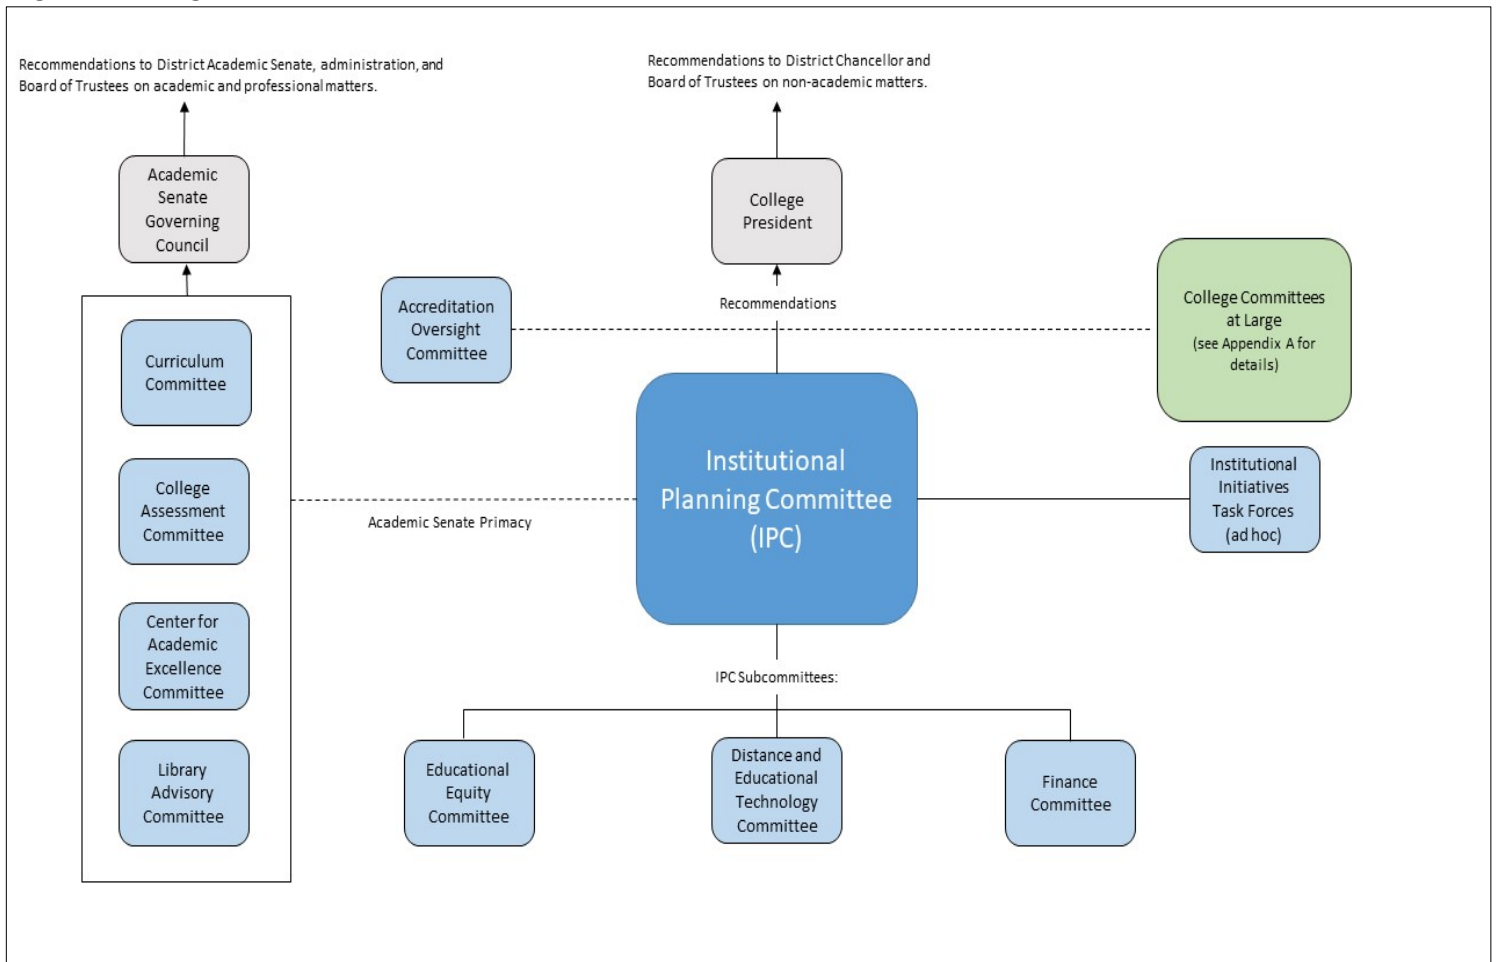 Recommendations to District Academic Senate, administration, and
Board of Trustees on academic and professional matters.
Recommendations to District Chancellor and
Board of Trustees on non-academic matters.
Academic
Senate
Governing
Council
College
President
Accreditation
Oversight
Committee
Recommendations
College Committees
at Large
(see Appendix A for
details)
Curriculum
Committee
College
Assessment
Committee
Center for
Academic
Excellence
Committee
Library
Advisory
Committee
Academic Senate Primacy
Institutional
Planning Committee
(IPC)
Institutional
Initiatives
Task Forces
(ad hoc)
IPC Subcommittees:
Educational
Equity
Committee
Distance and
Educational
Technology
Committee
Finance
Committee